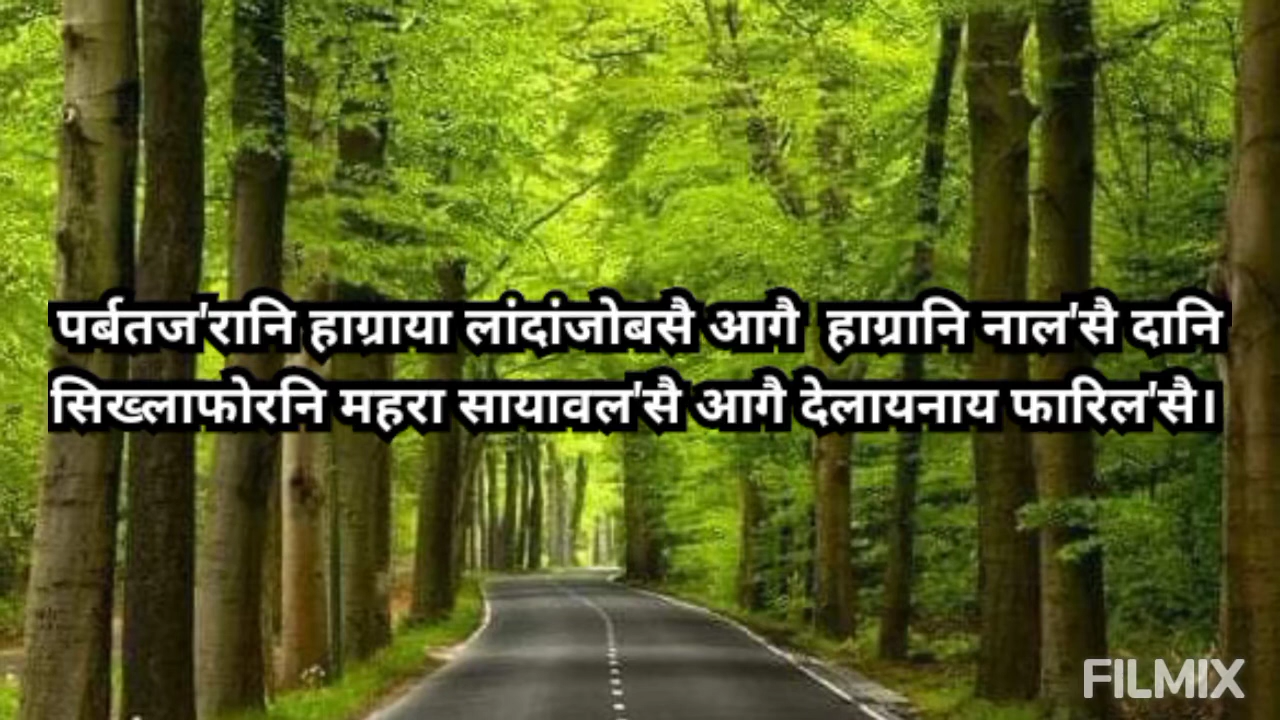 पर्बतज'रानि हाग्राया लांदांजोबसै आगै हाग्रानि नाल'सै दानि
सिख्लाफोरनि महरा सायावल'सै आगै देलायनाय फारिल'सै।
FILMIX